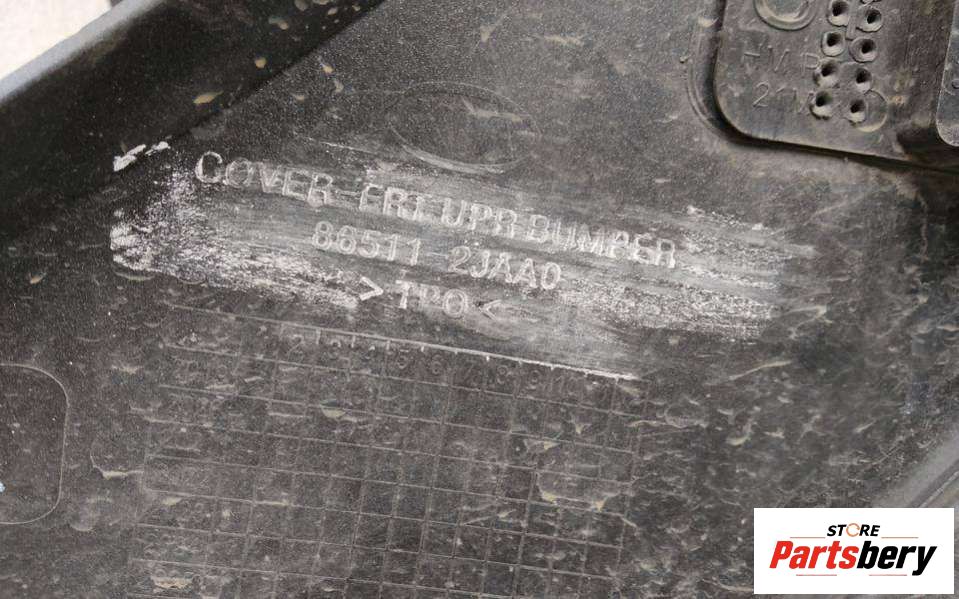 COVER-FRT UPR BUMPER
86511 2JAA0
> TPO <
STORE
Partsbery